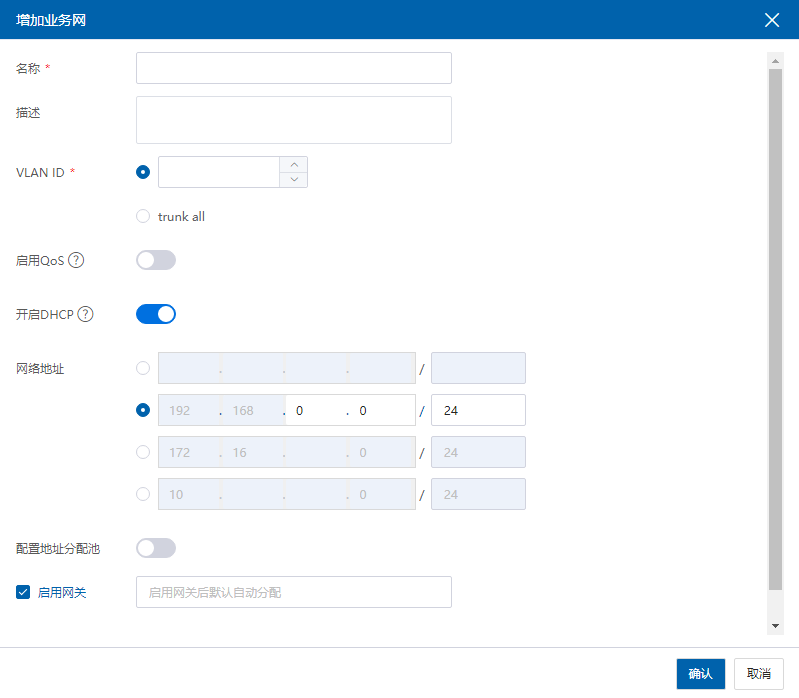 增加业务网
名称 *
描述
VLAN ID *
trunk all
启用QoS ?
开启DHCP ?
网络地址
. . . /
192 . 168 . 0 . 0 / 24
172 . 16 . . 0 / 24
10 . . . 0 / 24
配置地址分配池
启用网关 启用网关后默认自动分配
确认 取消